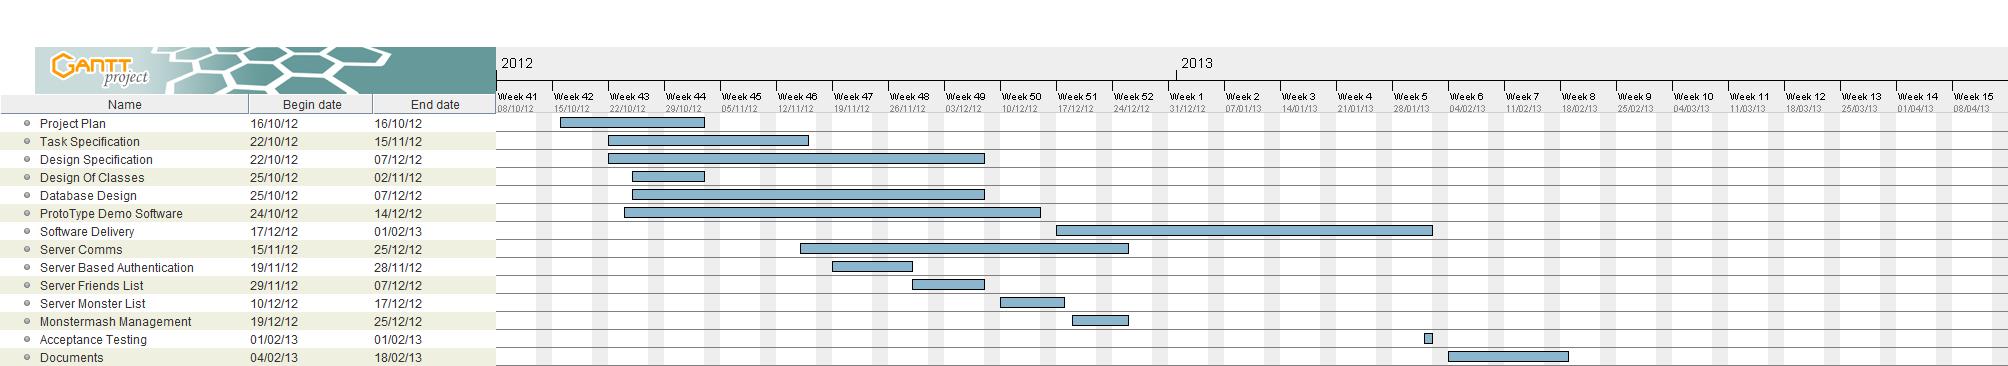 GANTT project
2012 2013
Name Begin date End date
Week 41 Week 42 Week 43 Week 44 Week 45 Week 46 Week 47 Week 48 Week 49 Week 50 Week 51 Week 52 Week 1 Week 2 Week 3 Week 4 Week 5 Week 6 Week 7 Week 8 Week 9 Week 10 Week 11 Week 12 Week 13 Week 14 Week 15
08/10/12 15/10/12 22/10/12 29/10/12 05/11/12 12/11/12 19/11/12 26/11/12 03/12/12 10/12/12 17/12/12 24/12/12 31/12/12 07/01/13 14/01/13 21/01/13 28/01/13 04/02/13 11/02/13 18/02/13 25/02/13 04/03/13 11/03/13 18/03/13 25/03/13 01/04/13 08/04/13
Project Plan 16/10/12 16/10/12
Task Specification 22/10/12 15/11/12
Design Specification 22/10/12 07/12/12
Design Of Classes 25/10/12 02/11/12
Database Design 25/10/12 07/12/12
ProtoType Demo Software 24/10/12 14/12/12
Software Delivery 17/12/12 01/02/13
Server Comms 15/11/12 25/12/12
Server Based Authentication 19/11/12 28/11/12
Server Friends List 29/11/12 07/12/12
Server Monster List 10/12/12 17/12/12
Monstermash Management 19/12/12 25/12/12
Acceptance Testing 01/02/13 01/02/13
Documents 04/02/13 18/02/13